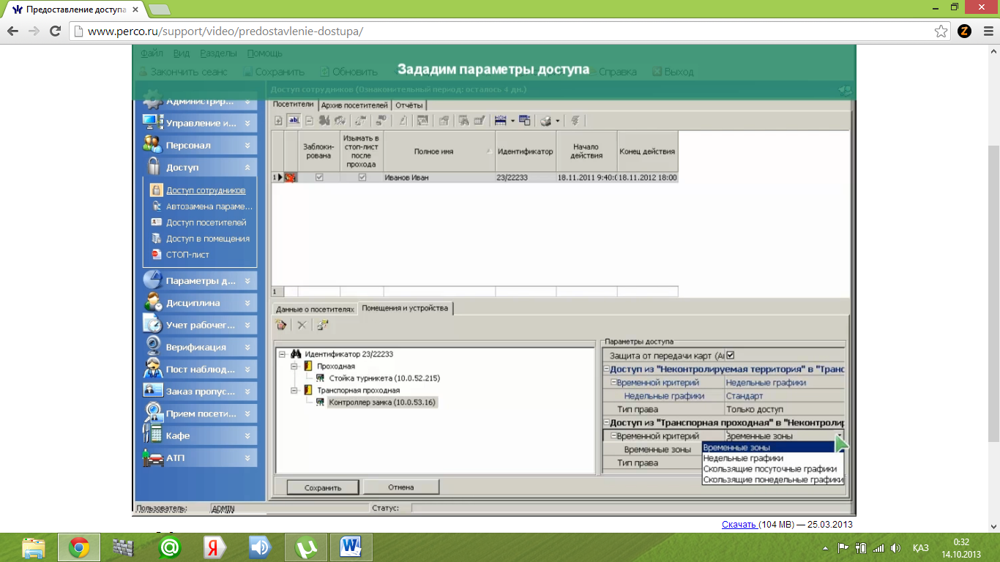 Предоставление доступа
www.perco.ru/support/video/predostavlenie-dostupa/
Файл Вид Разделы Помощь
Закончить сеанс Сохранить Обновить Справка Выход
Зададим параметры доступа
Доступ сотрудников (Ознакомительный период: осталось 4 дн.)
Администрир...
Управление и...
Персонал
Доступ
Доступ сотрудников
Автозамена параме...
Доступ посетителей
Доступ в помещения
СТОП-лист
Параметры д...
Дисциплина
Учет рабочег...
Верификация
Пост наблюд...
Заказ пропус...
Прием посети...
Кафе
АТП
Посетители Архив посетителей Отчёты
Заблоки-
рована
Изымать в
стоп-лист
после
прохода
Полное имя
Идентификатор
Начало
действия
Конец действия
1 Иванов Иван 23/22233 18.11.2011 9:40:( 18.11.2012 18:00
1
Данные о посетителях Помещения и устройства
Идентификатор 23/22233
Проходная
Стойка турникета (10.0.52.215)
Транспорная проходная
Контроллер замка (10.0.53.16)
Параметры доступа
Защита от передачи карт (А
Доступ из "Неконтролируемая территория" в "Транс
Временной критерий Недельные графики
Недельные графики Стандарт
Тип права Только доступ
Доступ из "Транспорная проходная" в "Неконтролир
Временной критерий Временные зоны
Временные зоны
Тип права
Временные зоны
Недельные графики
Скользящие посуточные графики
Скользящие понедельные графики
Сохранить Отмена
Пользователь: ADMIN Статус:
Скачать (104 MB) — 25.03.2013
ҚАЗ
0:32
14.10.2013